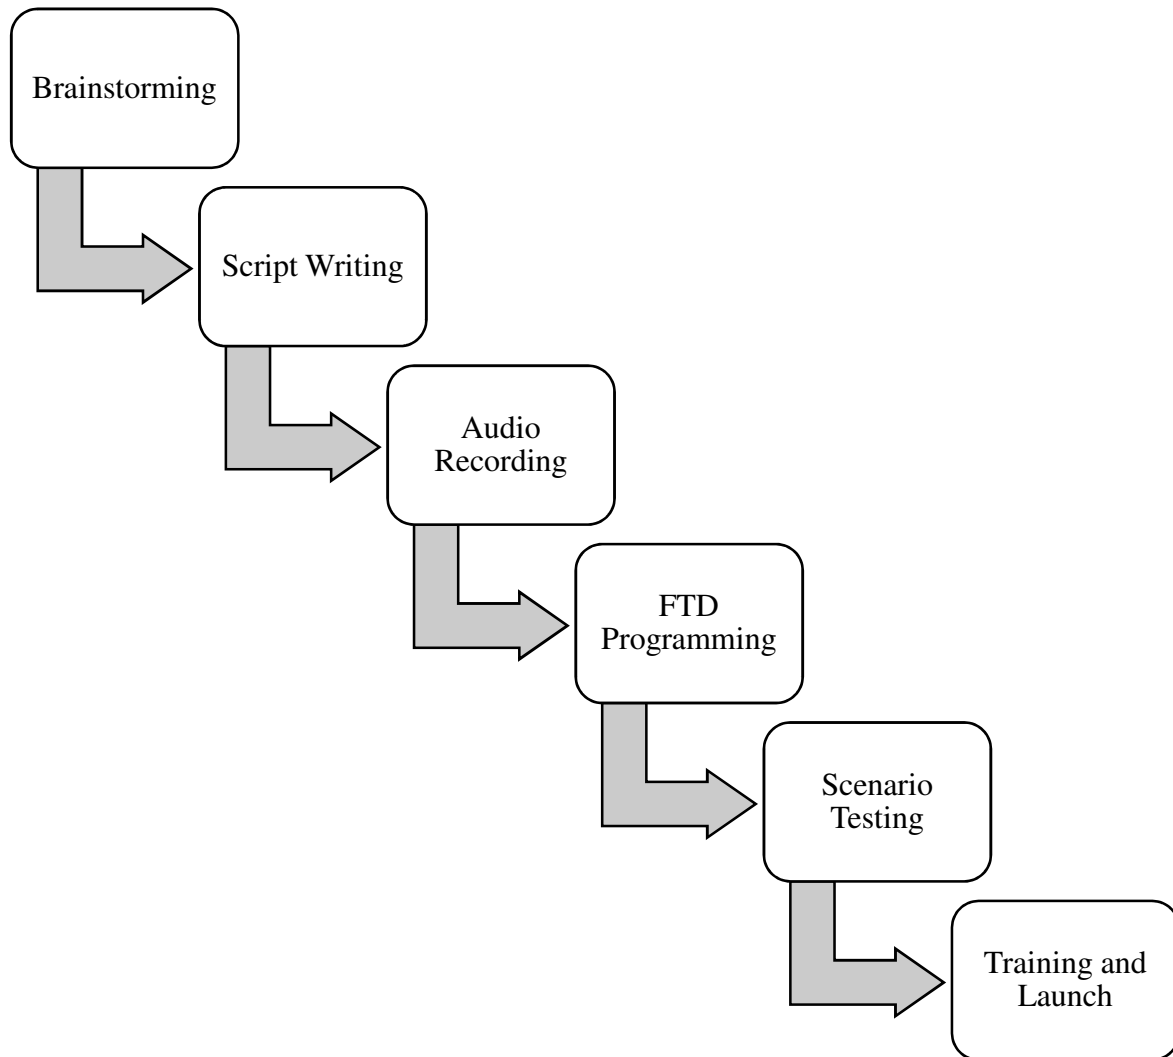 Brainstorming
Script Writing
Audio
Recording
FTD
Programming
Scenario
Testing
Training and
Launch